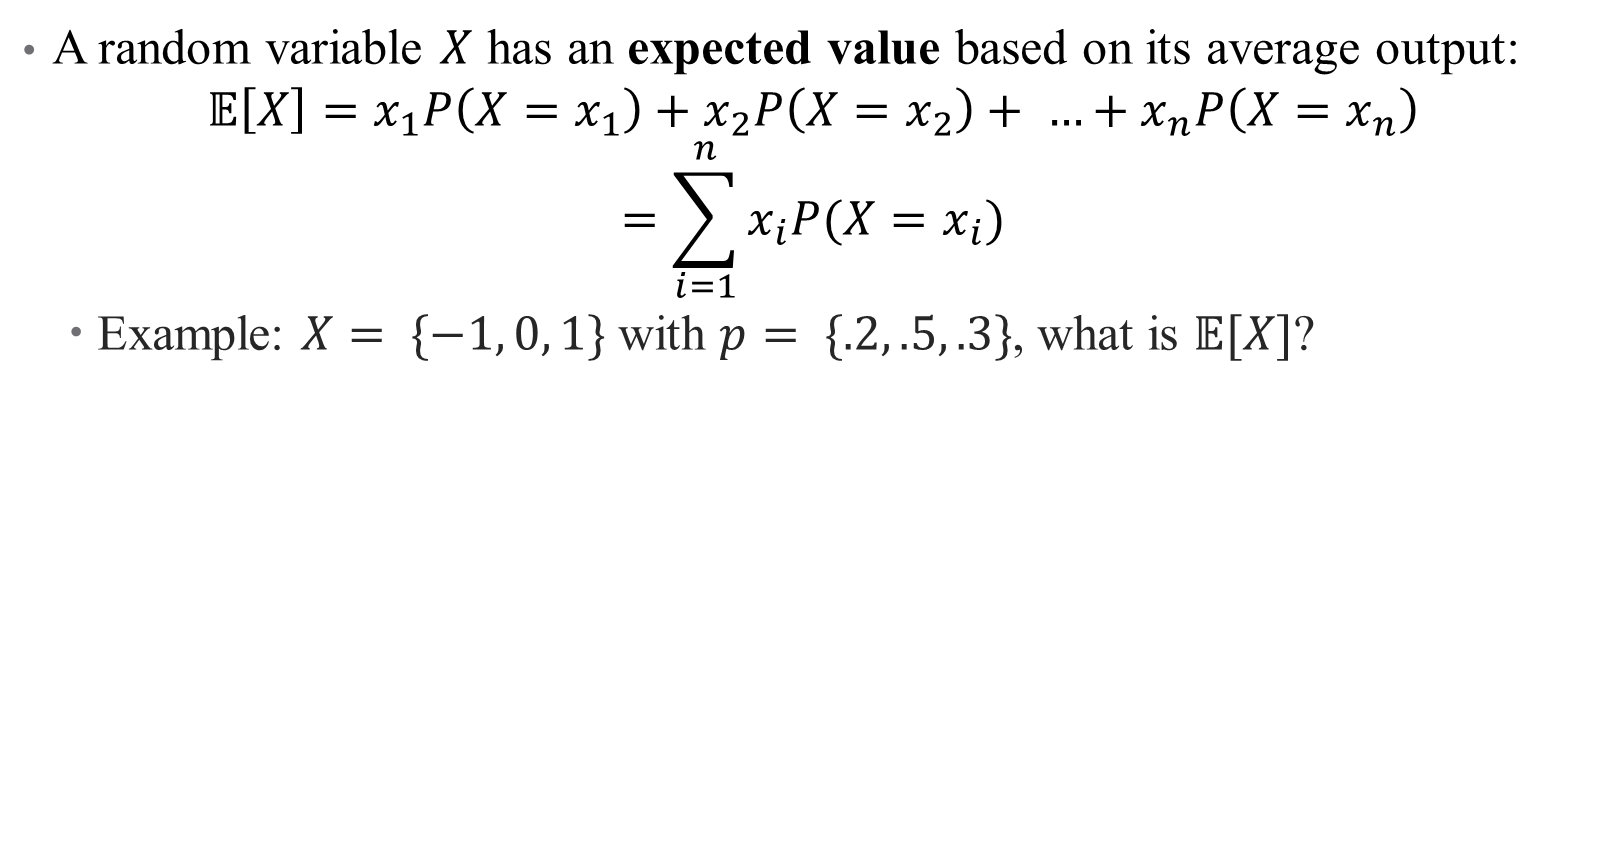 • A random variable 𝑋 has an expected value based on its average output:
𝔼[𝑋] = 𝑥₁𝑃(𝑋 = 𝑥₁) + 𝑥₂𝑃(𝑋 = 𝑥₂) + … + 𝑥ₙ𝑃(𝑋 = 𝑥ₙ)
= ∑ᵢ₌₁ⁿ 𝑥ᵢ𝑃(𝑋 = 𝑥ᵢ)
• Example: 𝑋 = {−1, 0, 1} with 𝑝 = {.2, .5, .3}, what is 𝔼[𝑋]?